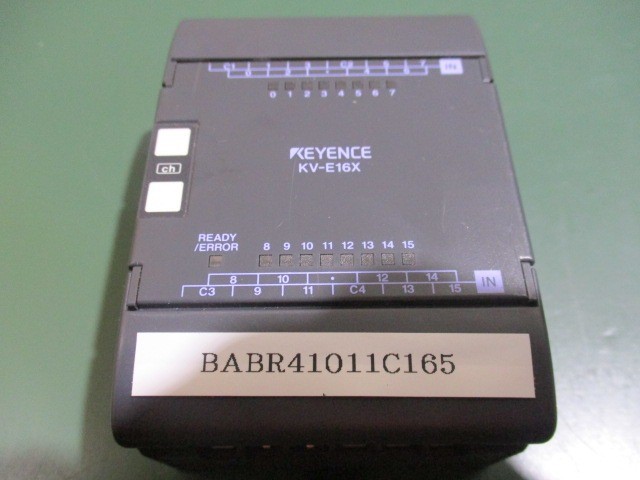 C1 1 3 C2 5 7 IN
0 2 • 4 6
0 1 2 3 4 5 6 7
KEYENCE
KV-E16X
ch
READY
/ERROR 8 9 10 11 12 13 14 15
8 10 • 12 14
C3 9 11 C4 13 15 IN
BABR41011C165